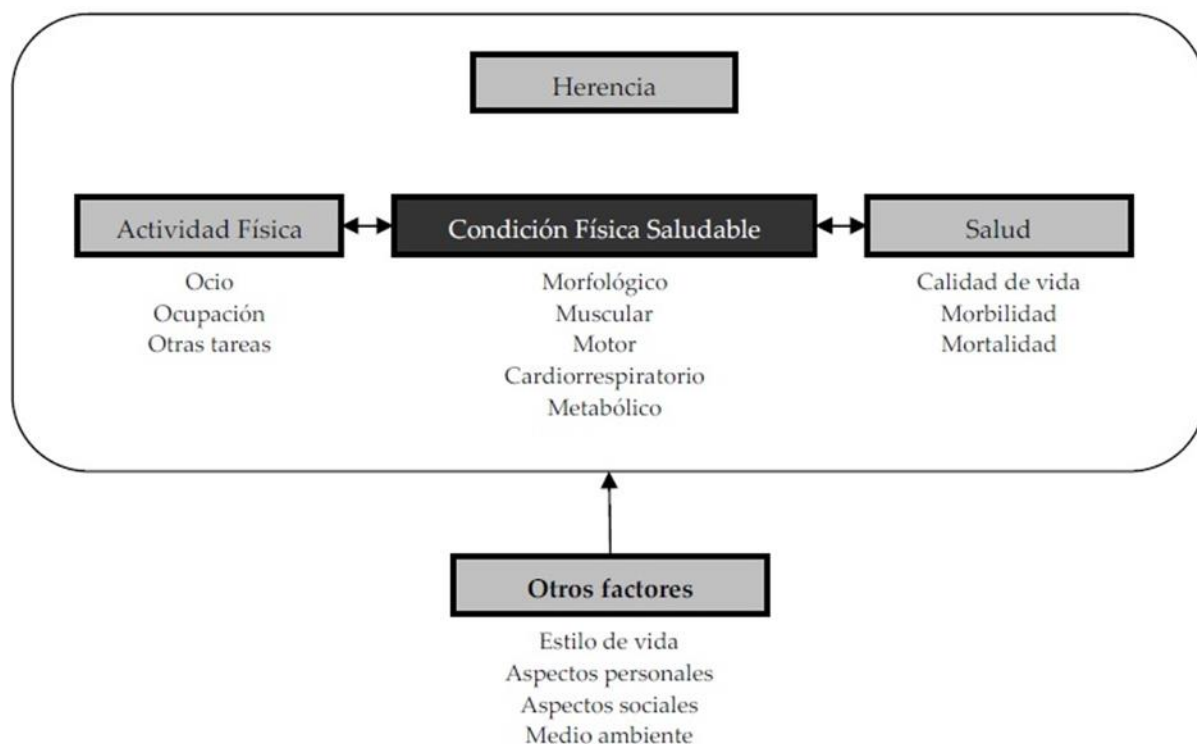 Herencia
Actividad Física
Ocio
Ocupación
Otras tareas
Condición Física Saludable
Morfológico
Muscular
Motor
Cardiorrespiratorio
Metabólico
Salud
Calidad de vida
Morbilidad
Mortalidad
Otros factores
Estilo de vida
Aspectos personales
Aspectos sociales
Medio ambiente